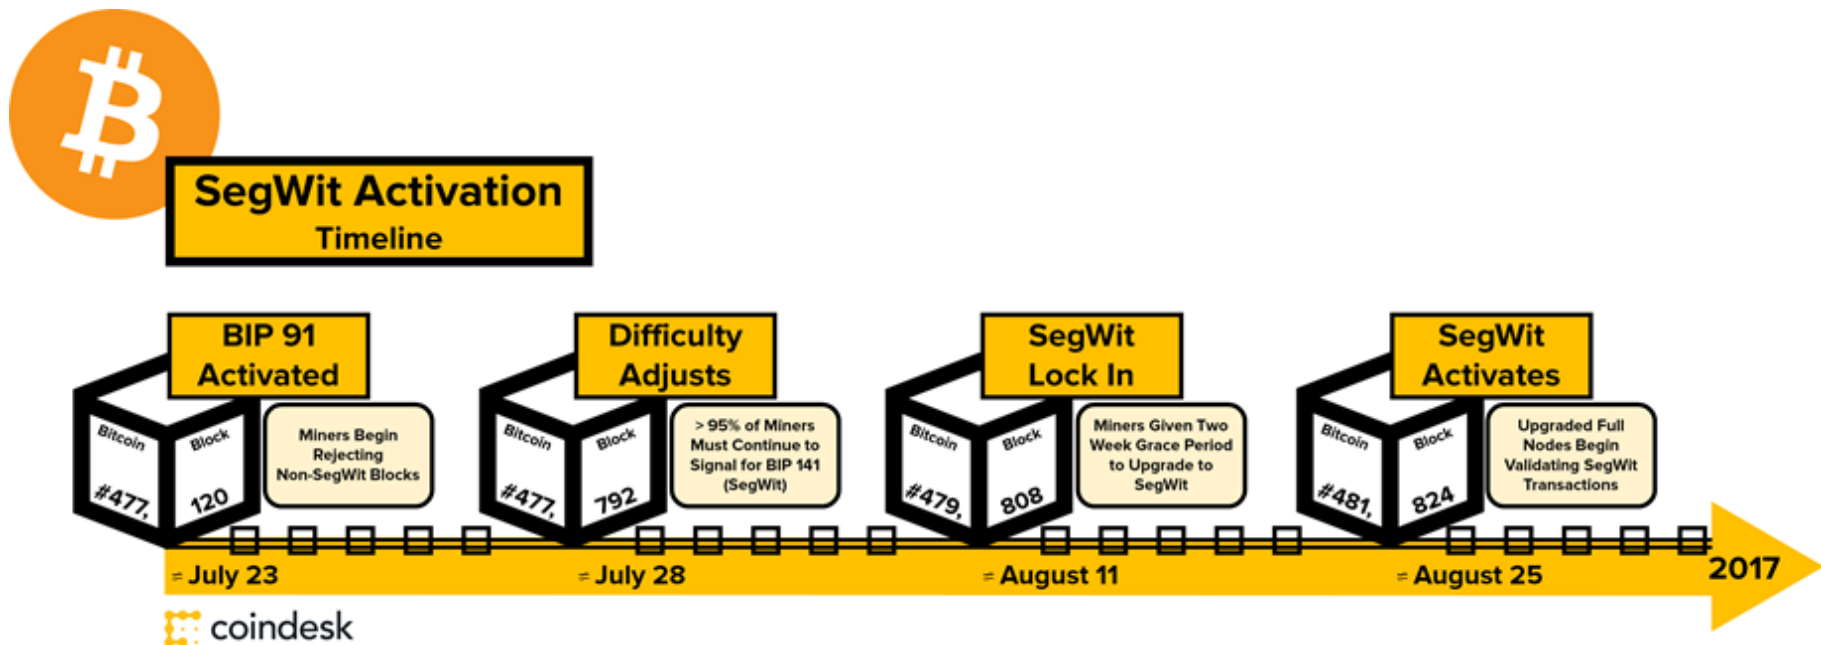 SegWit Activation
Timeline
BIP 91
Activated
Bitcoin Block
#477, 120
Miners Begin
Rejecting
Non-SegWit Blocks
≈ July 23
Difficulty
Adjusts
Bitcoin Block
#477, 792
> 95% of Miners
Must Continue to
Signal for BIP 141
(SegWit)
≈ July 28
SegWit
Lock In
Bitcoin Block
#479, 808
Miners Given Two
Week Grace Period
to Upgrade to
SegWit
≈ August 11
SegWit
Activates
Bitcoin Block
#481, 824
Upgraded Full
Nodes Begin
Validating SegWit
Transactions
≈ August 25
2017
coindesk